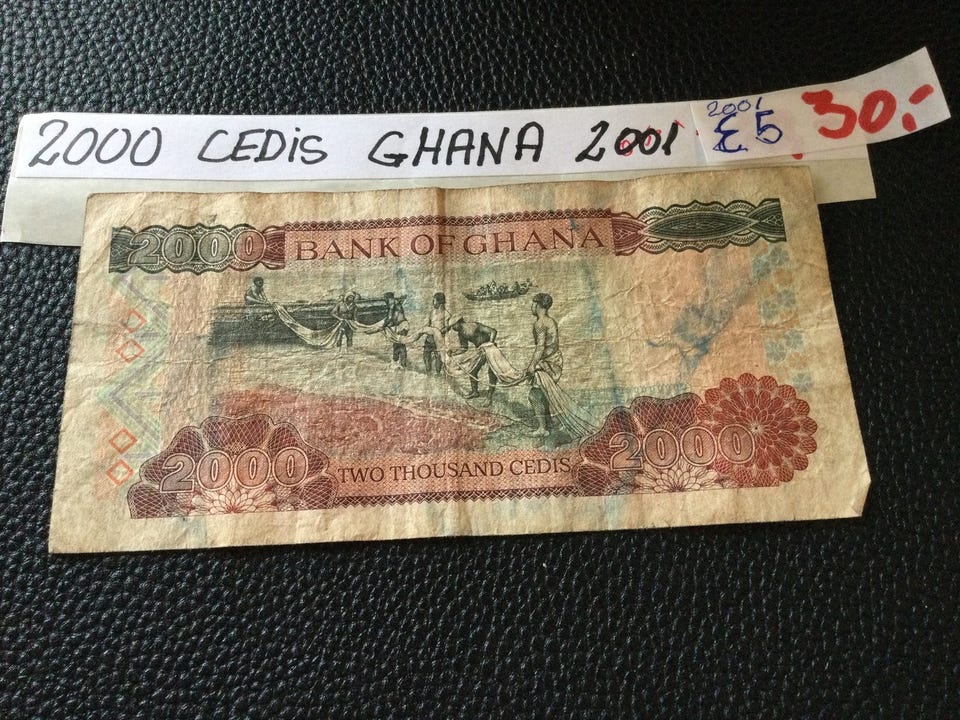 2000 CEDIS GHANA 2001
2001
£5
30,-
2000
BANK OF GHANA
2000
TWO THOUSAND CEDIS
2000